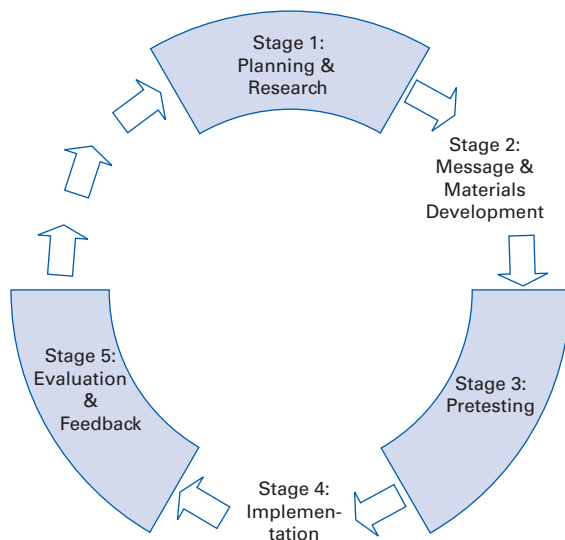 Stage 1:
Planning &
Research
Stage 2:
Message &
Materials
Development
Stage 3:
Pretesting
Stage 4:
Implemen-
tation
Stage 5:
Evaluation
&
Feedback